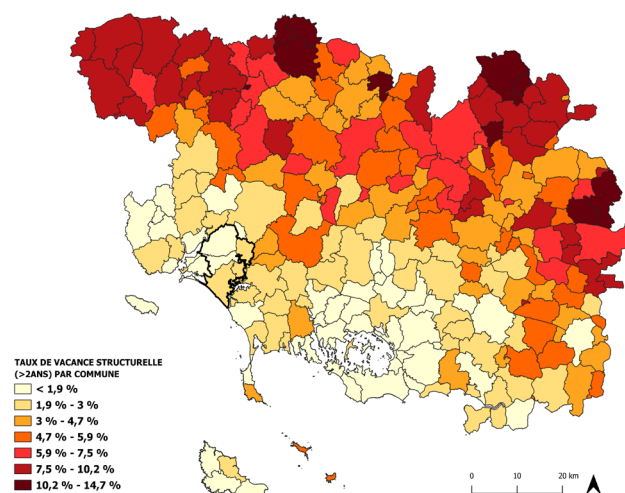 TAUX DE VACANCE STRUCTURELLE
(>2ANS) PAR COMMUNE
< 1,9 %
1,9 % - 3 %
3 % - 4,7 %
4,7 % - 5,9 %
5,9 % - 7,5 %
7,5 % - 10,2 %
10,2 % - 14,7 %
0 10 20 km